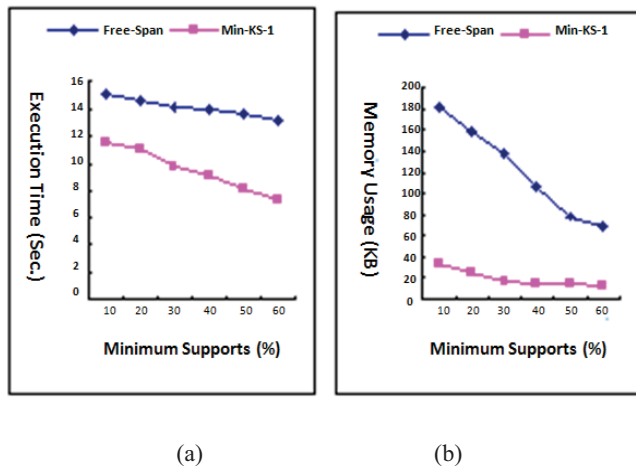 Free-Span Min-KS-1
Execution Time (Sec.)
16
14
12
10
8
6
4
2
0
10 20 30 40 50 60
Minimum Supports (%)
(a)
Free-Span Min-KS-1
Memory Usage (KB)
200
180
160
140
120
100
80
60
40
20
0
10 20 30 40 50 60
Minimum Supports (%)
(b)